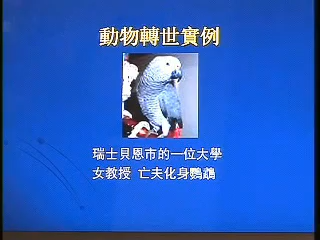 動物轉世實例
瑞士貝恩市的一位大學
女教授 亡夫化身鸚鵡